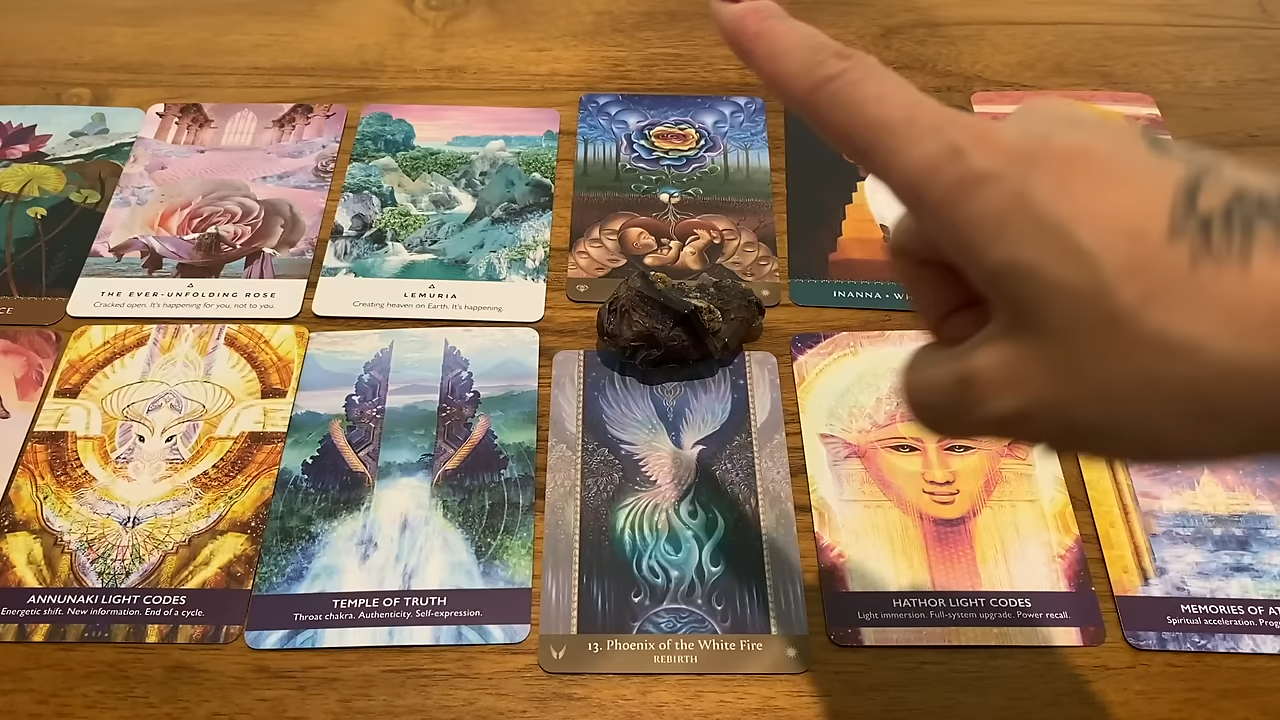 THE EVER-UNFOLDING ROSE
Cracked open. It's happening for you, not to you.
LEMURIA
Creating heaven on Earth. It's happening.
INANNA
ANNUNAKI LIGHT CODES
Energetic shift. New information. End of a cycle.
TEMPLE OF TRUTH
Throat chakra. Authenticity. Self-expression.
13. Phoenix of the White Fire
REBIRTH
HATHOR LIGHT CODES
Light immersion. Full-system upgrade. Power recall.
MEMORIES OF
Spiritual acceleration.